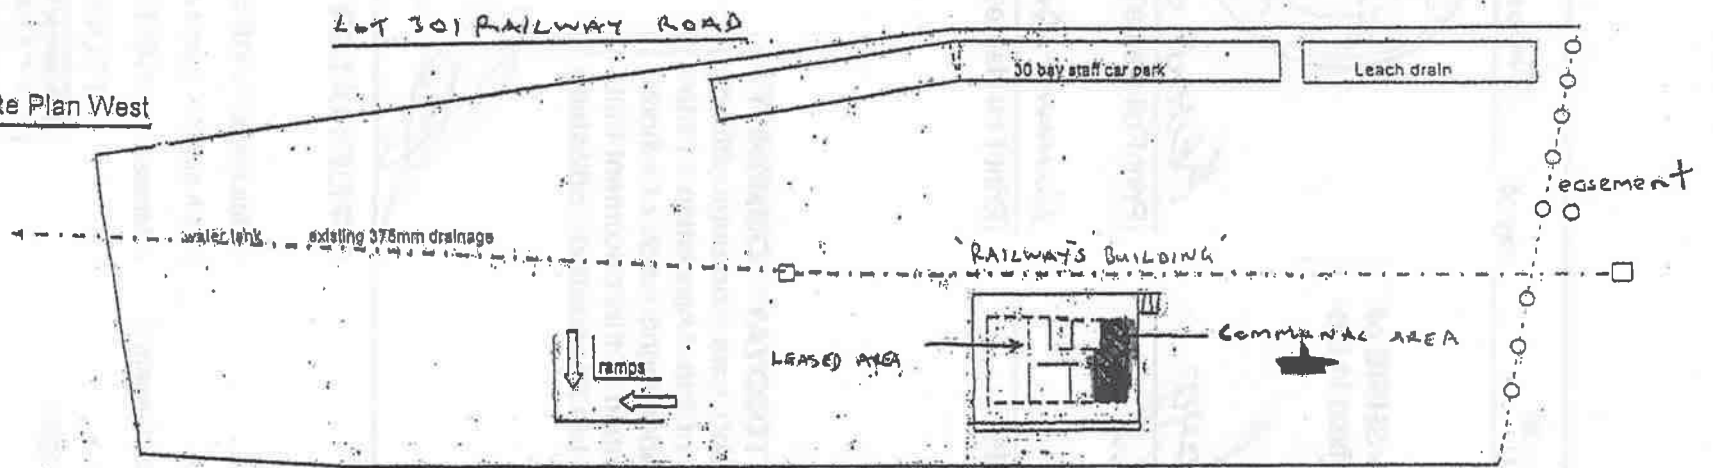 LOT 301 RAILWAY ROAD
te Plan West
30 bay staff car park
Leach drain
easement
water tank
existing 375mm drainage
'RAILWAYS BUILDING'
LEASED AREA
COMMUNAL AREA
ramps